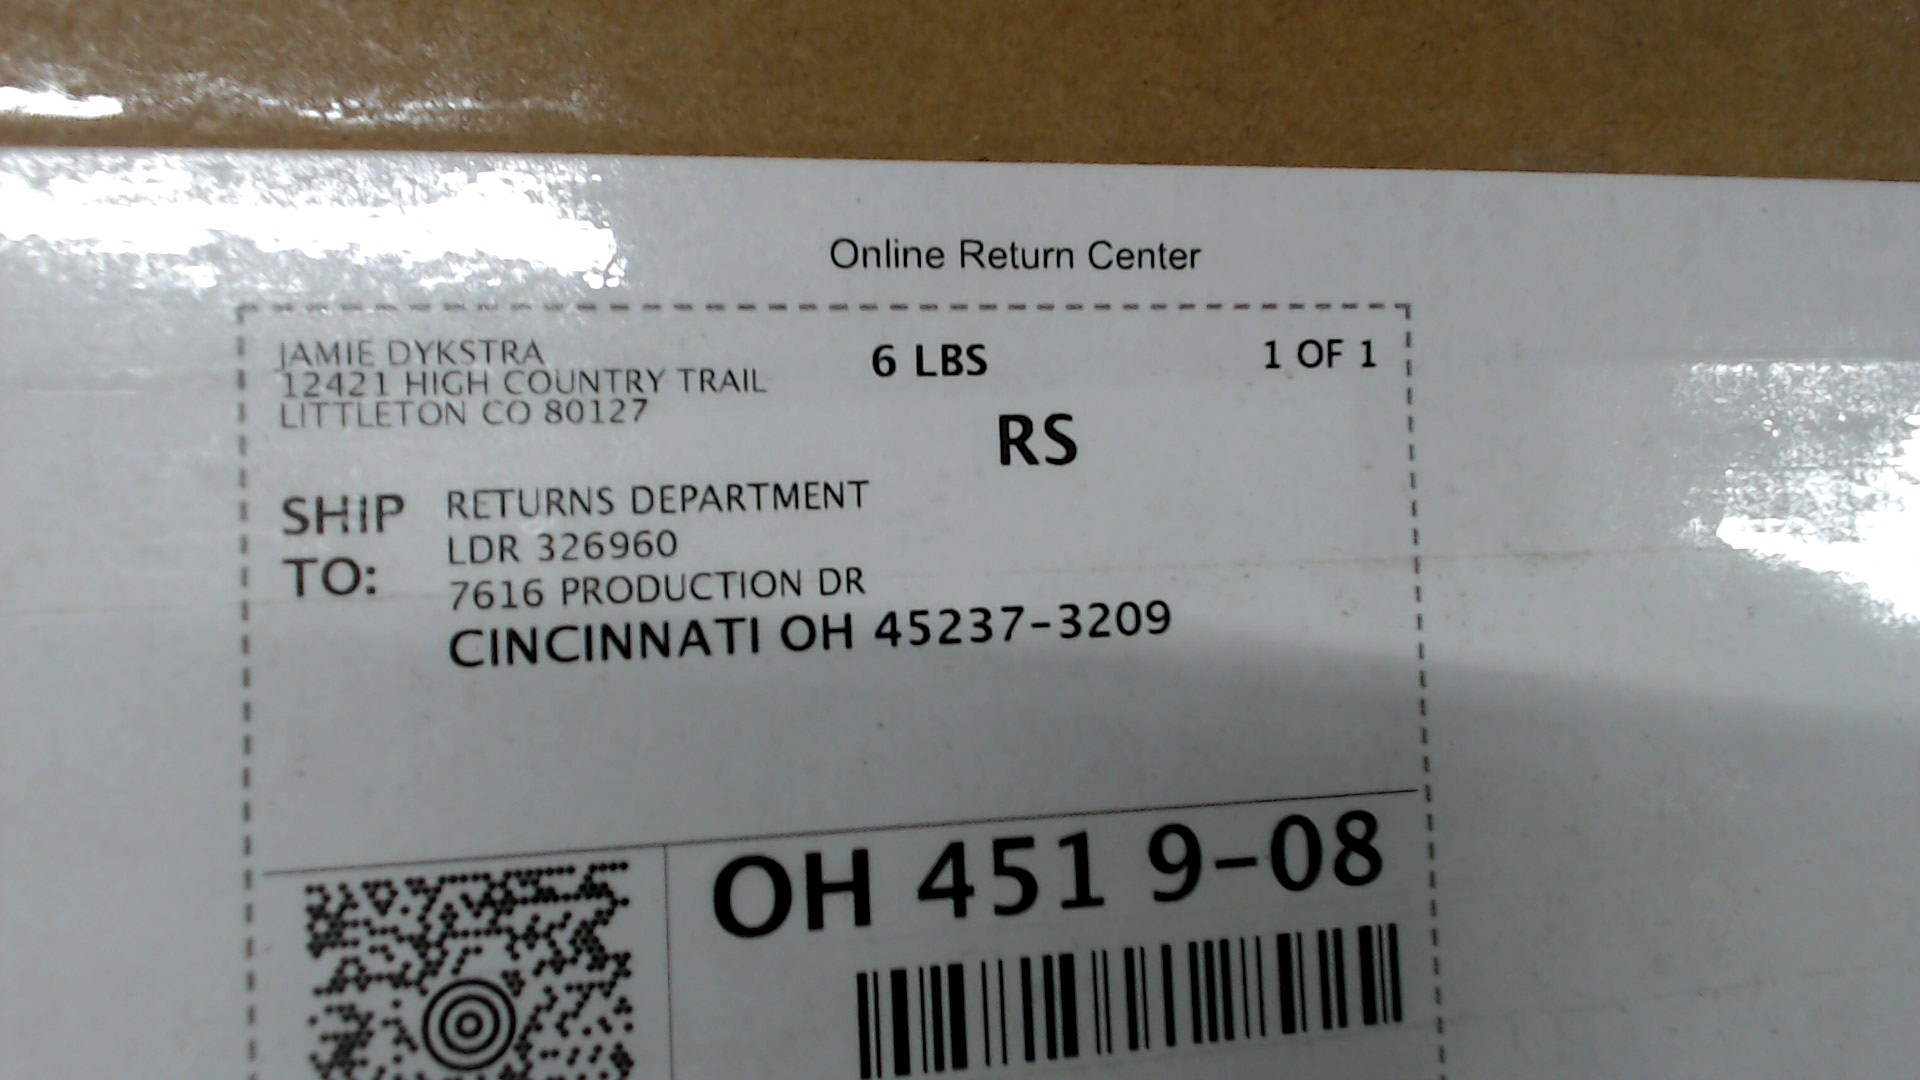 Online Return Center
JAMIE DYKSTRA
12421 HIGH COUNTRY TRAIL
LITTLETON CO 80127
6 LBS
1 OF 1
RS
SHIP TO:
RETURNS DEPARTMENT
LDR 326960
7616 PRODUCTION DR
CINCINNATI OH 45237-3209
OH 451 9-08